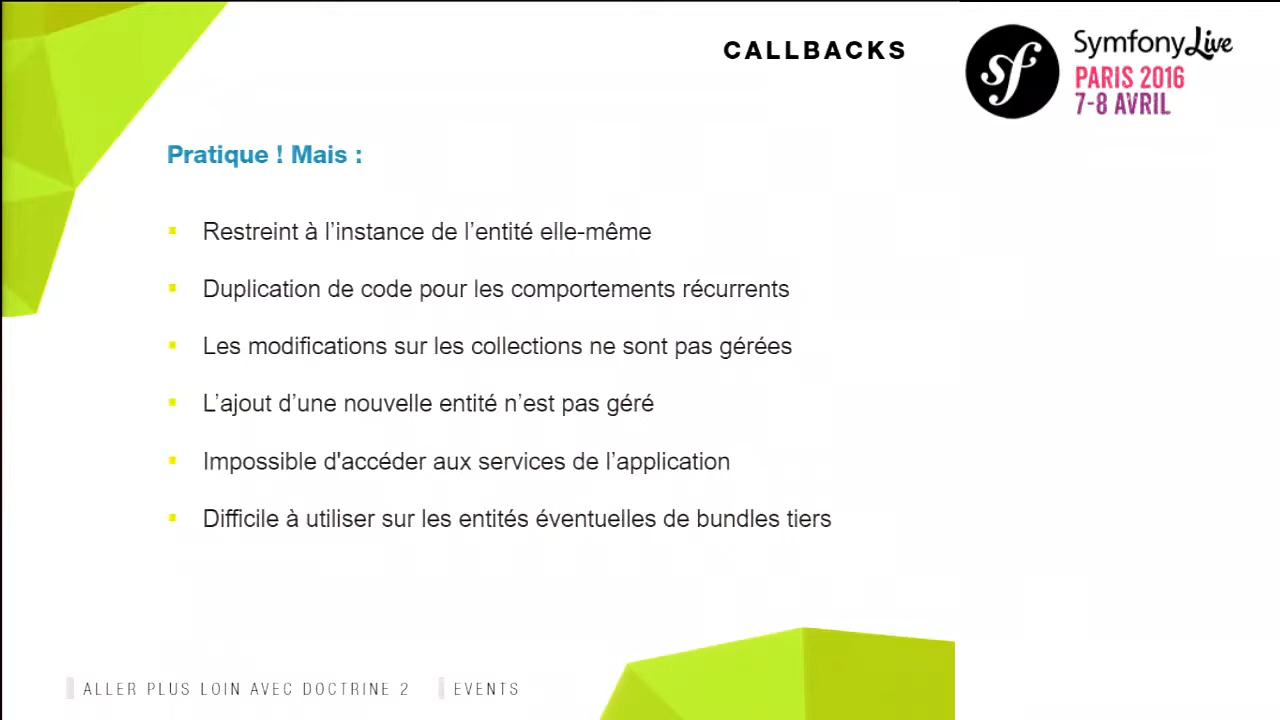 CALLBACKS
SymfonyLive
PARIS 2016
7-8 AVRIL
Pratique ! Mais :
Restreint à l’instance de l’entité elle-même
Duplication de code pour les comportements récurrents
Les modifications sur les collections ne sont pas gérées
L’ajout d’une nouvelle entité n’est pas géré
Impossible d'accéder aux services de l’application
Difficile à utiliser sur les entités éventuelles de bundles tiers
ALLER PLUS LOIN AVEC DOCTRINE 2 EVENTS